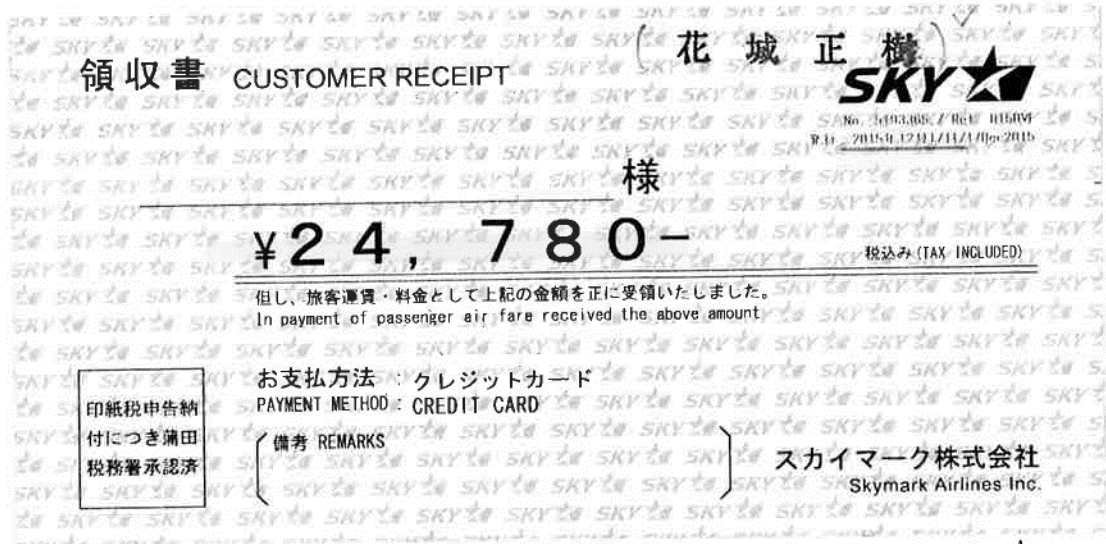 (花城正樹)
領収書 CUSTOMER RECEIPT
SKY
様
¥24,780-
税込み(TAX INCLUDED)
但し、旅客運賃・料金として上記の金額を正に受領いたしました。
In payment of passenger air fare received the above amount
お支払方法 : クレジットカード
PAYMENT METHOD : CREDIT CARD
印紙税申告納
付につき蒲田
税務署承認済
備考 REMARKS
スカイマーク株式会社
Skymark Airlines Inc.